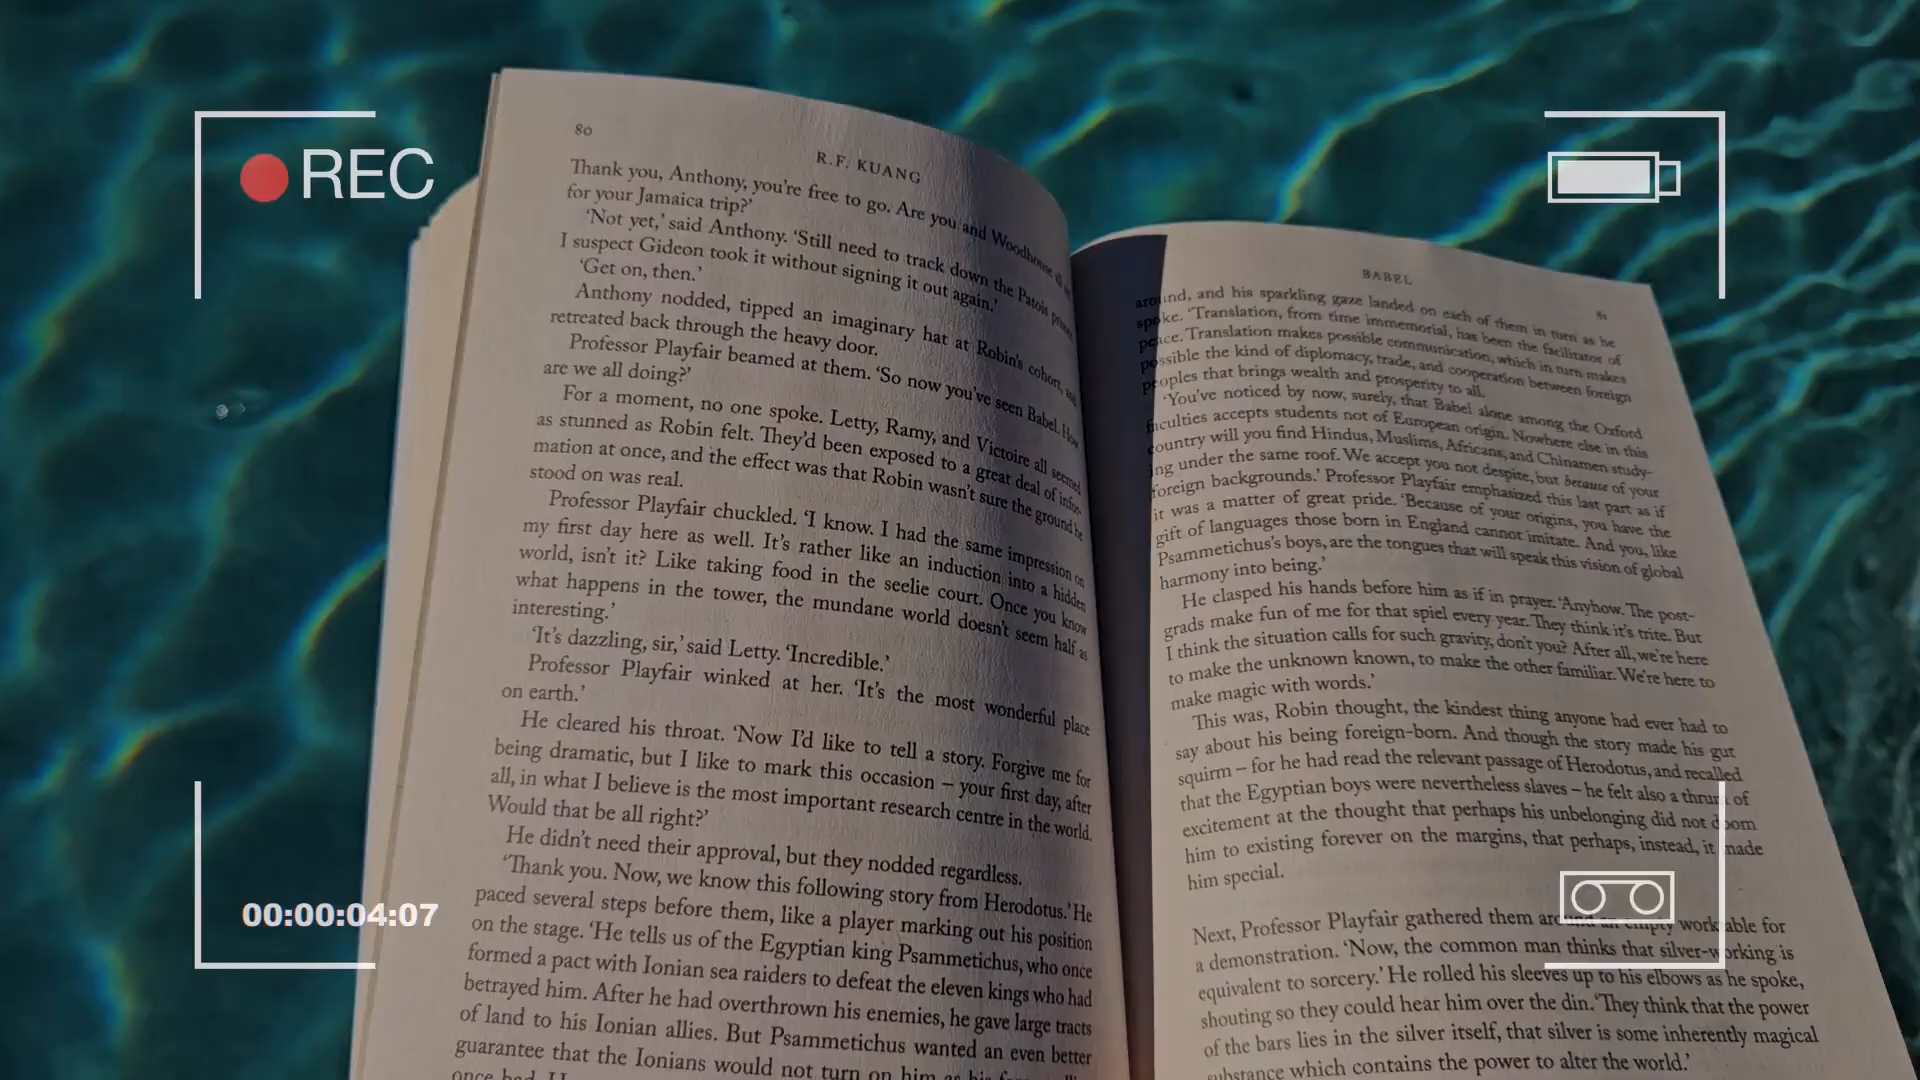 REC
00:00:04:07
80
R.F. KUANG
Thank you, Anthony, you're free to go. Are you and Woodhouse all
for your Jamaica trip?'
'Not yet,' said Anthony. 'Still need to track down the Patois
I suspect Gideon took it without signing it out again.'
'Get on, then.'
Anthony nodded, tipped an imaginary hat at Robin's cohort, and
retreated back through the heavy door.
Professor Playfair beamed at them. 'So now you've seen Babel. How
are we all doing?'
For a moment, no one spoke. Letty, Ramy, and Victoire all seemed
as stunned as Robin felt. They'd been exposed to a great deal of infor-
mation at once, and the effect was that Robin wasn't sure the ground he
stood on was real.
Professor Playfair chuckled. 'I know. I had the same impression on
my first day here as well. It's rather like an induction into a hidden
world, isn't it? Like taking food in the seelie court. Once you know
what happens in the tower, the mundane world doesn't seem half as
interesting.'
'It's dazzling, sir,' said Letty. 'Incredible.'
Professor Playfair winked at her. 'It's the most wonderful place
on earth.'
He cleared his throat. 'Now I'd like to tell a story. Forgive me for
being dramatic, but I like to mark this occasion – your first day, after
all, in what I believe is the most important research centre in the world.
Would that be all right?'
He didn't need their approval, but they nodded regardless.
'Thank you. Now, we know this following story from Herodotus.' He
paced several steps before them, like a player marking out his position
on the stage. 'He tells us of the Egyptian king Psammetichus, who once
formed a pact with Ionian sea raiders to defeat the eleven kings who had
betrayed him. After he had overthrown his enemies, he gave large tracts
of land to his Ionian allies. But Psammetichus wanted an even better
guarantee that the Ionians would not turn on him as his
once had.
BABEL
81
around, and his sparkling gaze landed on each of them in turn as he
spoke. 'Translation, from time immemorial, has been the facilitator of
peace. Translation makes possible communication, which in turn makes
possible the kind of diplomacy, trade, and cooperation between foreign
peoples that brings wealth and prosperity to all.
'You've noticed by now, surely, that Babel alone among the Oxford
faculties accepts students not of European origin. Nowhere else in this
country will you find Hindus, Muslims, Africans, and Chinamen study-
ing under the same roof. We accept you not despite, but because of your
foreign backgrounds.' Professor Playfair emphasized this last part as if
it was a matter of great pride. 'Because of your origins, you have the
gift of languages those born in England cannot imitate. And you, like
Psammetichus's boys, are the tongues that will speak this vision of global
harmony into being.'
He clasped his hands before him as if in prayer. 'Anyhow. The post-
grads make fun of me for that spiel every year. They think it's trite. But
I think the situation calls for such gravity, don't you? After all, we're here
to make the unknown known, to make the other familiar. We're here to
make magic with words.'
This was, Robin thought, the kindest thing anyone had ever had to
say about his being foreign-born. And though the story made his gut
squirm – for he had read the relevant passage of Herodotus, and recalled
that the Egyptian boys were nevertheless slaves – he felt also a thrum of
excitement at the thought that perhaps his unbelonging did not doom
him to existing forever on the margins, that perhaps, instead, it made
him special.
Next, Professor Playfair gathered them around an empty worktable for
a demonstration. 'Now, the common man thinks that silver-working is
equivalent to sorcery.' He rolled his sleeves up to his elbows as he spoke,
shouting so they could hear him over the din. 'They think that the power
of the bars lies in the silver itself, that silver is some inherently magical
substance which contains the power to alter the world.'